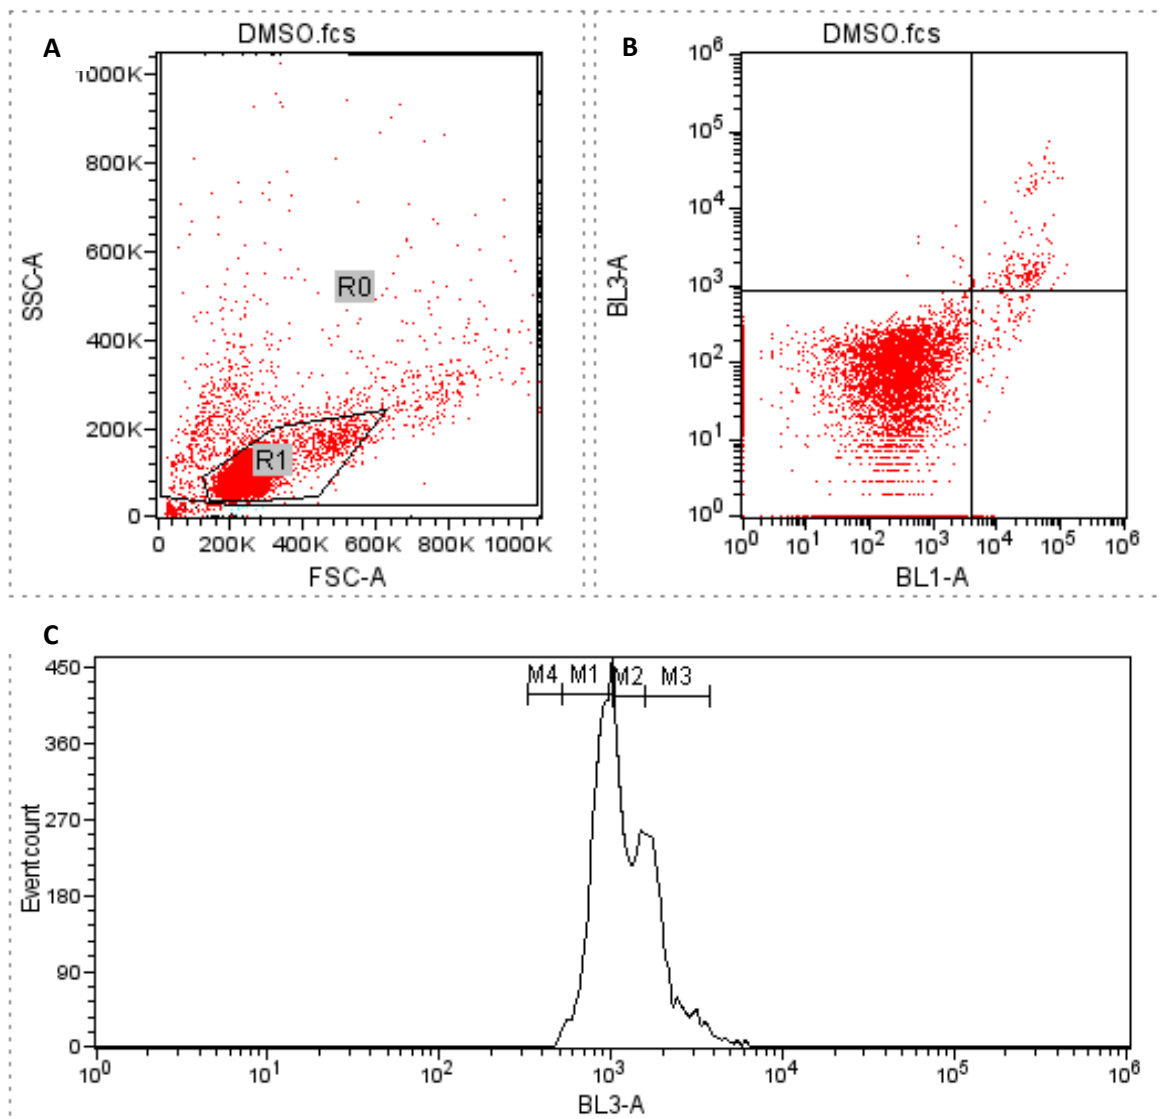 A
DMSO.fcs
1000K
800K
600K
400K
200K
0
SSC-A
R0
R1
0 200K 400K 600K 800K 1000K
FSC-A
B
DMSO.fcs
10^6
10^5
10^4
10^3
10^2
10^1
10^0
BL3-A
10^0 10^1 10^2 10^3 10^4 10^5 10^6
BL1-A
C
450
360
270
180
90
0
Event count
M4 M1 M2 M3
10^0 10^1 10^2 10^3 10^4 10^5 10^6
BL3-A